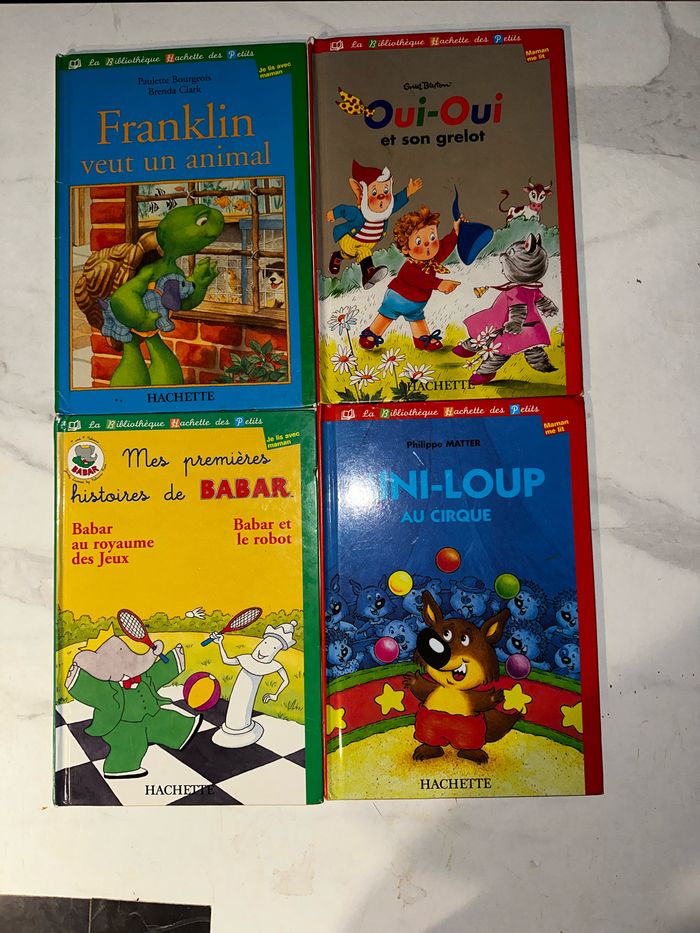 La Bibliothèque Hachette des Petits
Je lis avec
maman
Paulette Bourgeois
Brenda Clark
Franklin
veut un animal
HACHETTE
La Bibliothèque Hachette des Petits
Maman
me lit
Enid Blyton
Oui-Oui
et son grelot
HACHETTE
La Bibliothèque Hachette des Petits
Je lis avec
maman
BABAR
Mes premières
histoires de BABAR
Babar
au royaume
des Jeux
Babar et
le robot
HACHETTE
La Bibliothèque Hachette des Petits
Maman
me lit
Philippe MATTER
INI-LOUP
AU CIRQUE
HACHETTE